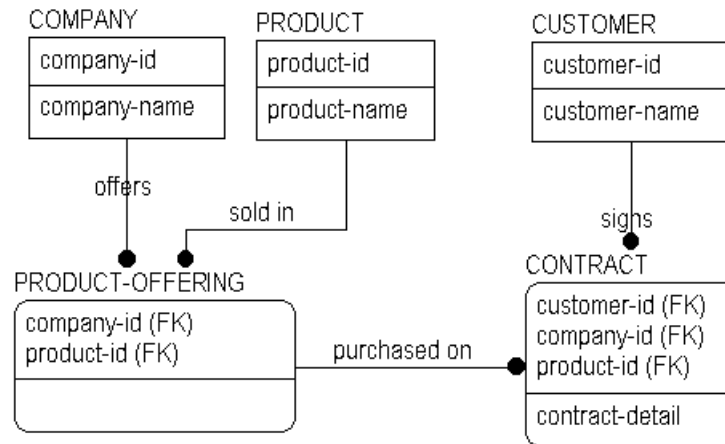 COMPANY
company-id
company-name
PRODUCT
product-id
product-name
CUSTOMER
customer-id
customer-name
offers
sold in
signs
PRODUCT-OFFERING
company-id (FK)
product-id (FK)
purchased on
CONTRACT
customer-id (FK)
company-id (FK)
product-id (FK)
contract-detail